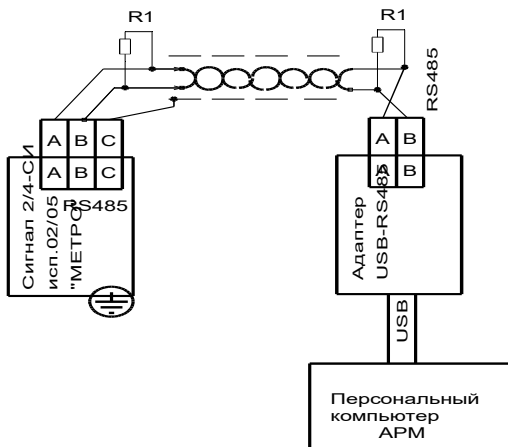 R1
R1
RS485
A B C
A B C
RS485
Сигнал 2/4-СИ
исп.02/05
"МЕТРО"
A B
A B
Адаптер
USB-RS485
USB
Персональный
компьютер
АРМ